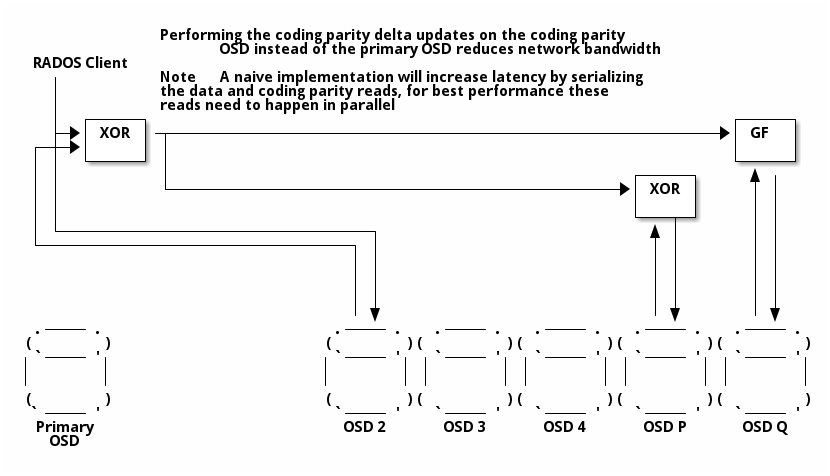 Performing the coding parity delta updates on the coding parity
OSD instead of the primary OSD reduces network bandwidth
RADOS Client
Note A naive implementation will increase latency by serializing
the data and coding parity reads, for best performance these
reads need to happen in parallel
XOR
GF
XOR
Primary
OSD
OSD 2
OSD 3
OSD 4
OSD P
OSD Q